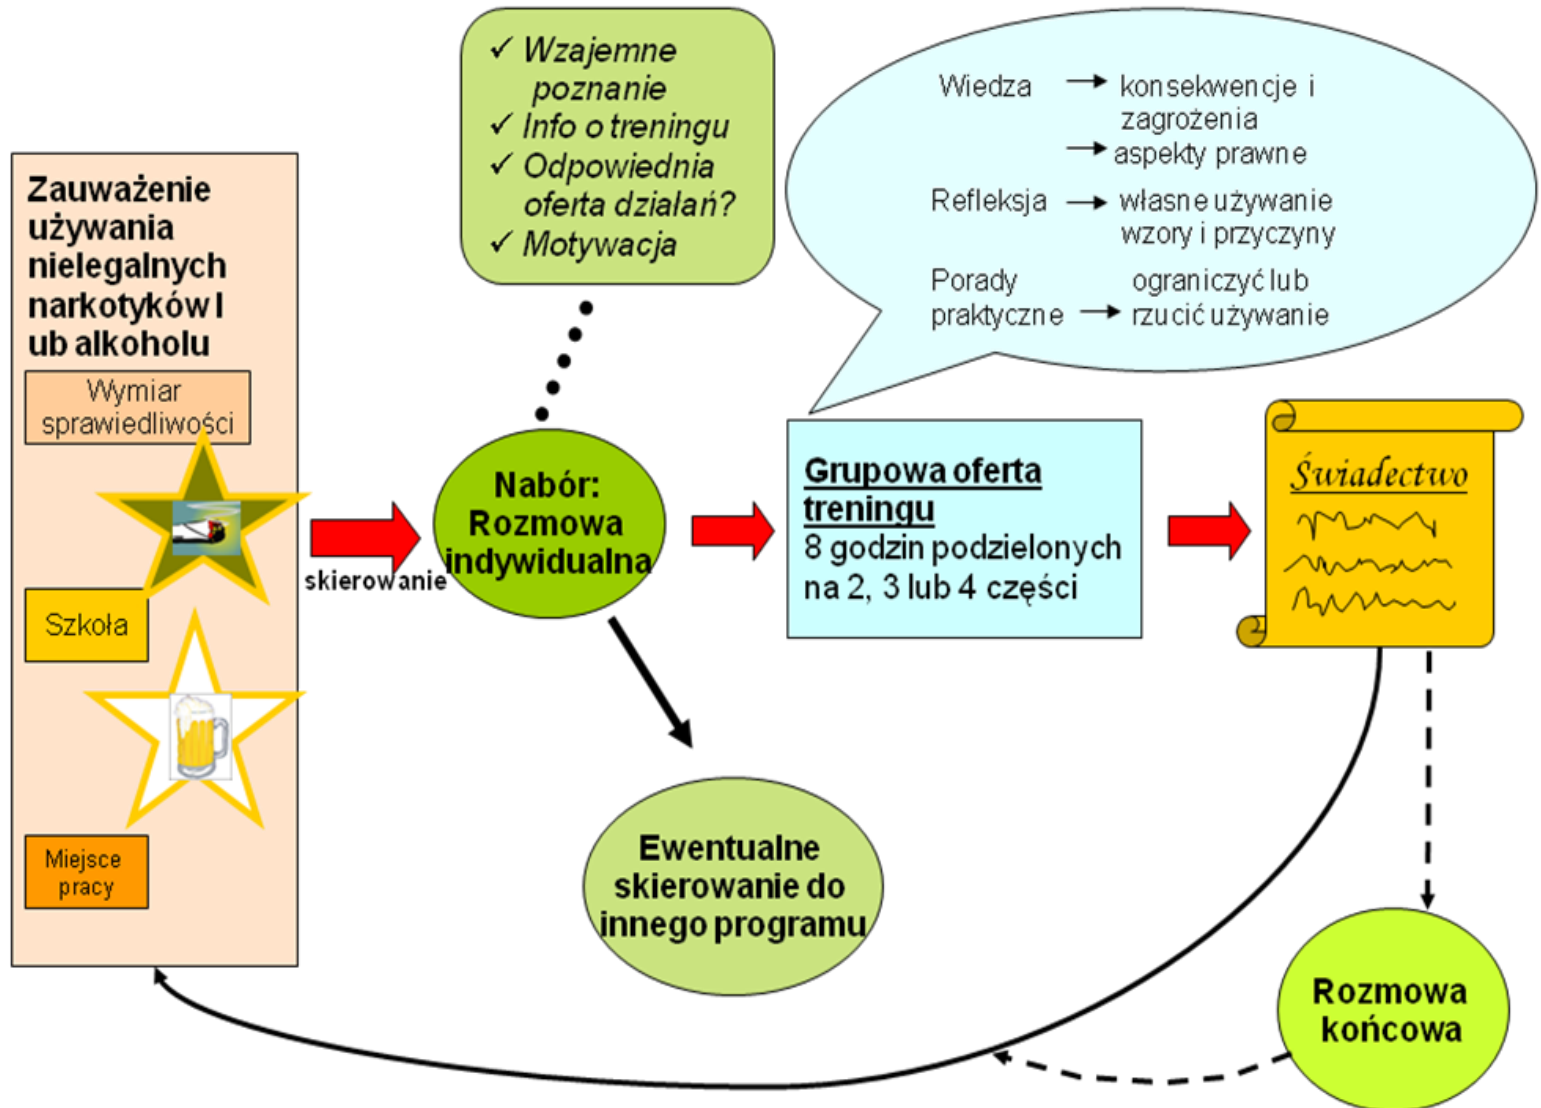 Zauważenie
używania
nielegalnych
narkotyków l
ub alkoholu
Wymiar
sprawiedliwości
Szkoła
Miejsce
pracy
skierowanie
✓ Wzajemne
poznanie
✓ Info o treningu
✓ Odpowiednia
oferta działań?
✓ Motywacja
Nabór:
Rozmowa
indywidualna
Ewentualne
skierowanie do
innego programu
Wiedza → konsekwencje i
zagrożenia
→ aspekty prawne
Refleksja → własne używanie
wzory i przyczyny
Porady ograniczyć lub
praktyczne → rzucić używanie
Grupowa oferta
treningu
8 godzin podzielonych
na 2, 3 lub 4 części
Świadectwo
Rozmowa
końcowa